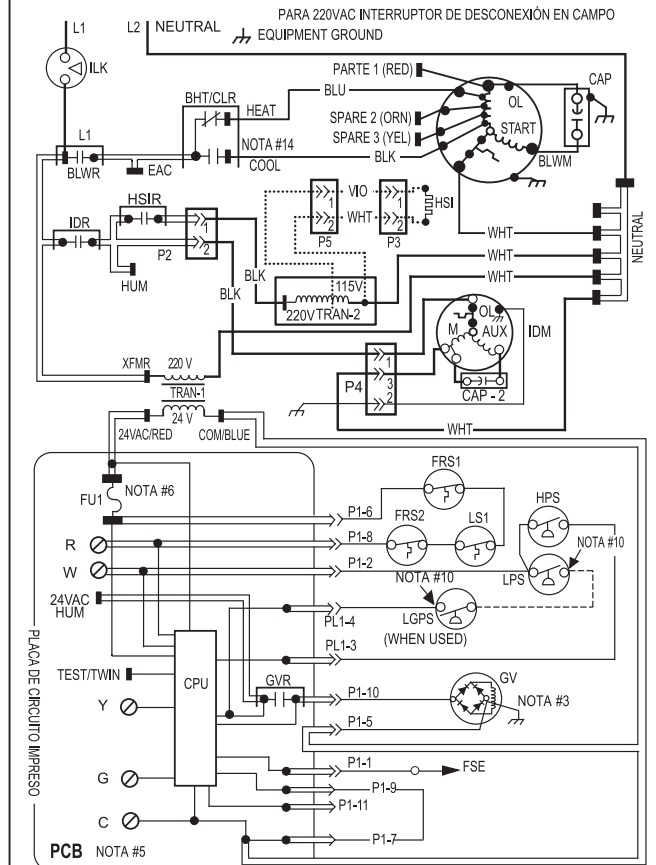 PARA 220VAC INTERRUPTOR DE DESCONEXIÓN EN CAMPO
L1
L2
NEUTRAL
EQUIPMENT GROUND
ILK
PARTE 1 (RED)
BLU
CAP
BHT/CLR
HEAT
OL
SPARE 2 (ORN)
START
L1
NOTA #14
SPARE 3 (YEL)
COOL
BLK
BLWM
BLWR
EAC
HSIR
VIO
1
1
HSI
IDR
WHT
2
2
WHT
NEUTRAL
1
P5
P3
P2
2
WHT
HUM
BLK
BLK
115V
WHT
220V
TRAN-2
OL
M
AUX
IDM
XFMR
220 V
1
P4
3
TRAN-1
2
CAP - 2
24 V
24VAC/RED
COM/BLUE
WHT
FRS1
NOTA #6
HPS
FU1
P1-6
FRS2
LS1
NOTA #10
R
P1-8
P1-2
W
NOTA #10
LPS
24VAC
HUM
LGPS
PL1-4
(WHEN USED)
PLACA DE CIRCUITO IMPRESO
PL1-3
CPU
GV
TEST/TWIN
GVR
P1-10
NOTA #3
Y
P1-5
P1-1
FSE
G
P1-9
P1-11
C
P1-7
PCB
NOTA #5